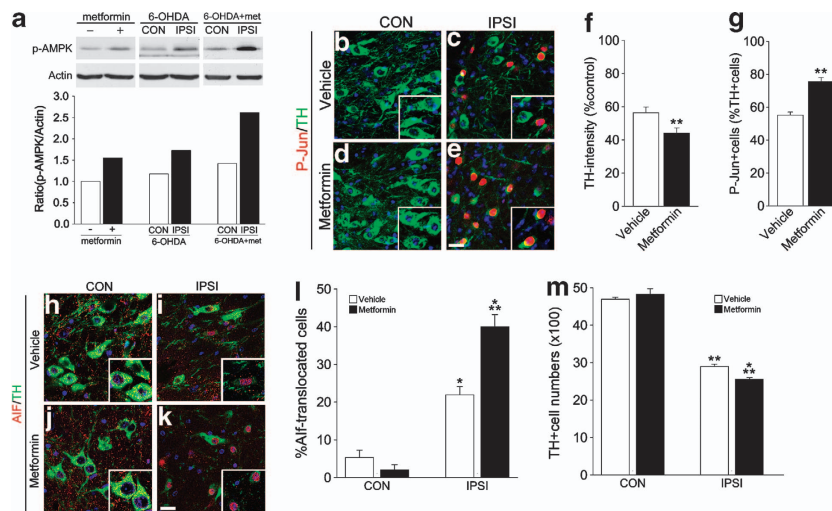 a
metformin 6-OHDA 6-OHDA+met
– + CON IPSI CON IPSI
p-AMPK
Actin
Ratio(p-AMPK/Actin)
3.0
2.5
2.0
1.5
1.0
0.5
0.0
- + CON IPSI CON IPSI
metformin 6-OHDA 6-OHDA+met
CON IPSI
P-Jun/TH
Vehicle
b c
Metformin
d e
f
TH-intensity (%control)
100
80
60
40
20
0
**
Vehicle
Metformin
g
P-Jun+cells (%TH+cells)
100
80
60
40
20
0
**
Vehicle
Metformin
CON IPSI
AIF/TH
Vehicle
h i
Metformin
j k
l
%Alf-translocated cells
50
40
30
20
10
0
Vehicle
Metformin
*
*
**
CON IPSI
m
TH+cell numbers (x100)
50
40
30
20
10
0
Vehicle
Metformin
**
*
**
CON IPSI